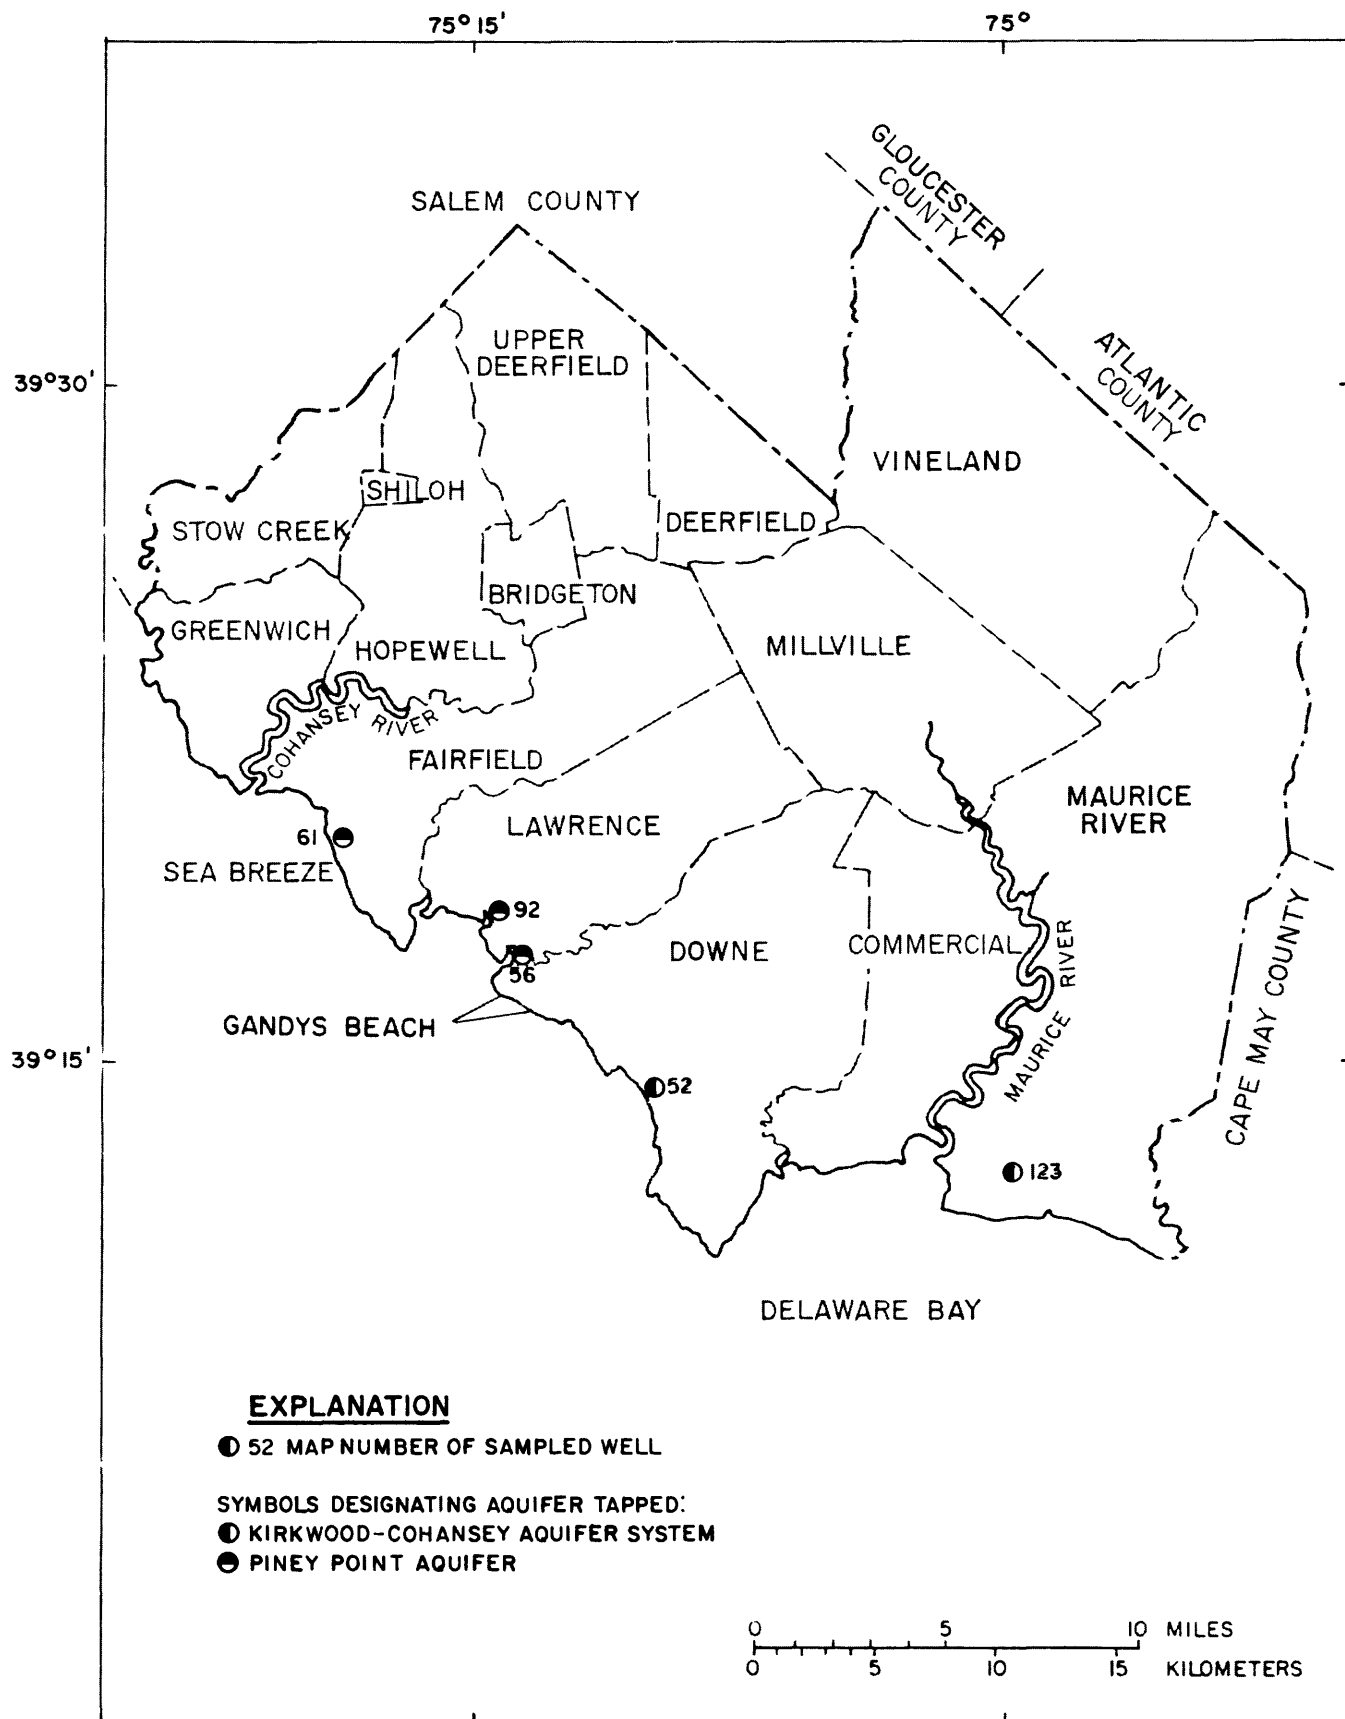 75° 15'
75°
GLOUCESTER
COUNTY
SALEM COUNTY
UPPER
DEERFIELD
ATLANTIC
COUNTY
39° 30'
VINELAND
SHILOH
STOW CREEK
DEERFIELD
BRIDGETON
GREENWICH
HOPEWELL
MILLVILLE
COHANSEY RIVER
FAIRFIELD
MAURICE
RIVER
LAWRENCE
61
SEA BREEZE
92
DOWNE
COMMERCIAL
MAURICE RIVER
56
GANDYS BEACH
CAPE MAY COUNTY
39° 15'
52
123
DELAWARE BAY
EXPLANATION
52 MAP NUMBER OF SAMPLED WELL
SYMBOLS DESIGNATING AQUIFER TAPPED:
KIRKWOOD-COHANSEY AQUIFER SYSTEM
PINEY POINT AQUIFER
0 5 10 MILES
0 5 10 15 KILOMETERS